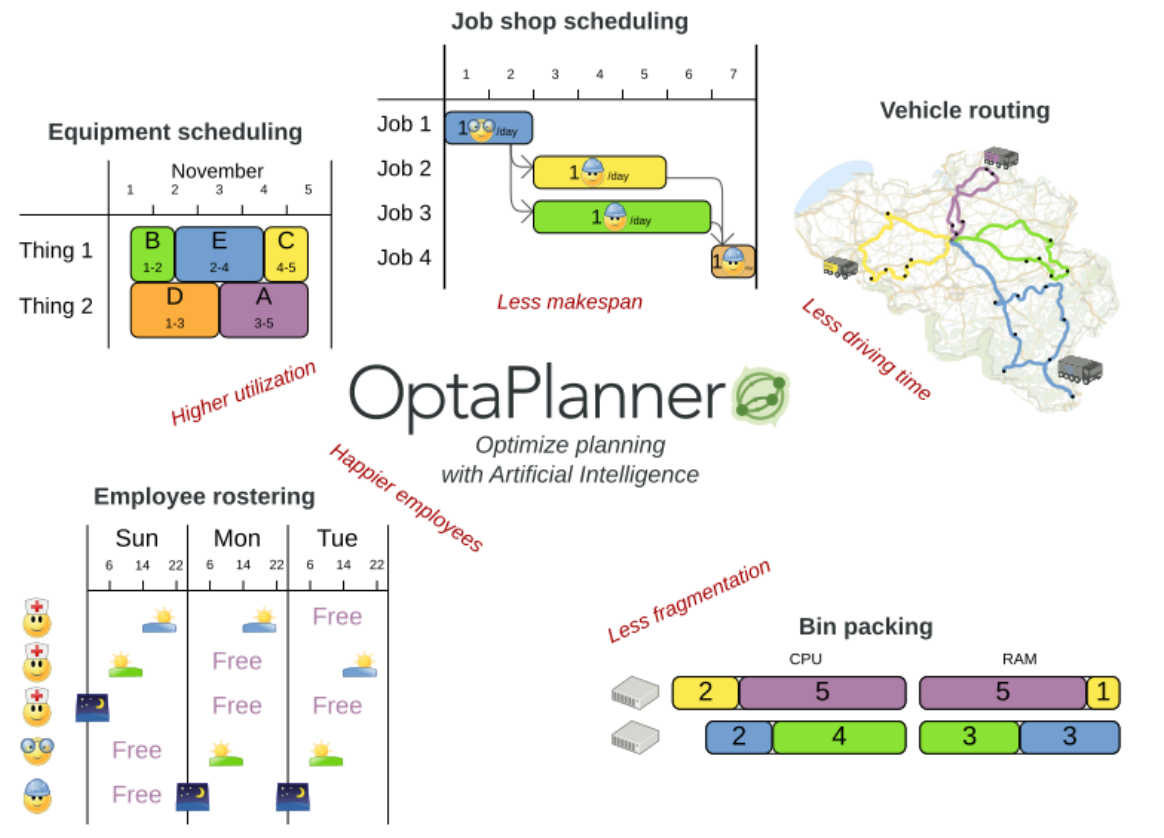 Job shop scheduling
1 2 3 4 5 6 7
Job 1
1 /day
Job 2
1 /day
Job 3
1 /day
Job 4
1
Less makespan
Equipment scheduling
November
1 2 3 4 5
Thing 1
B E C
1-2 2-4 4-5
Thing 2
D A
1-3 3-5
Higher utilization
Vehicle routing
Less driving time
OptaPlanner
Optimize planning
with Artificial Intelligence
Happier employees
Employee rostering
Sun Mon Tue
6 14 22 6 14 22 6 14 22
Free
Free
Free Free
Free
Free
Less fragmentation
Bin packing
CPU RAM
2 5 5 1
2 4 3 3